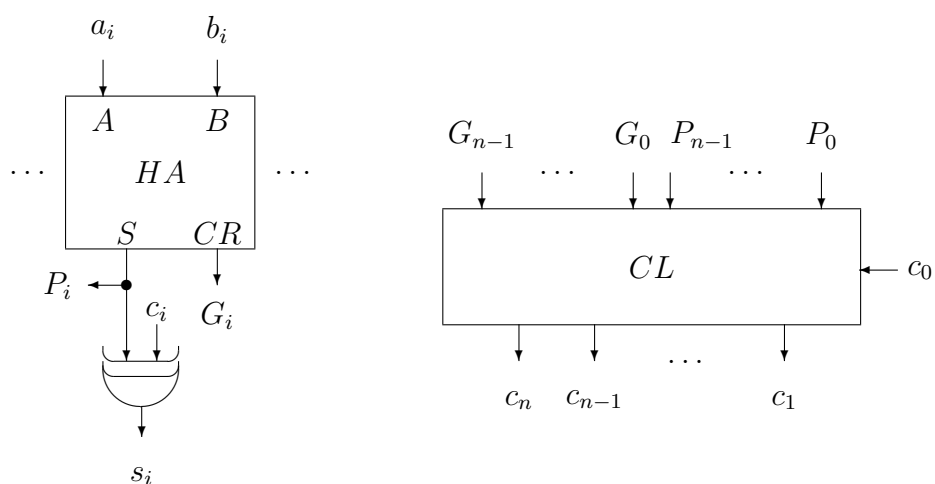 a_i b_i
A B
... HA ...
S CR
P_i
c_i G_i
s_i
G_{n-1} ... G_0 P_{n-1} ... P_0
CL c_0
c_n c_{n-1} ... c_1